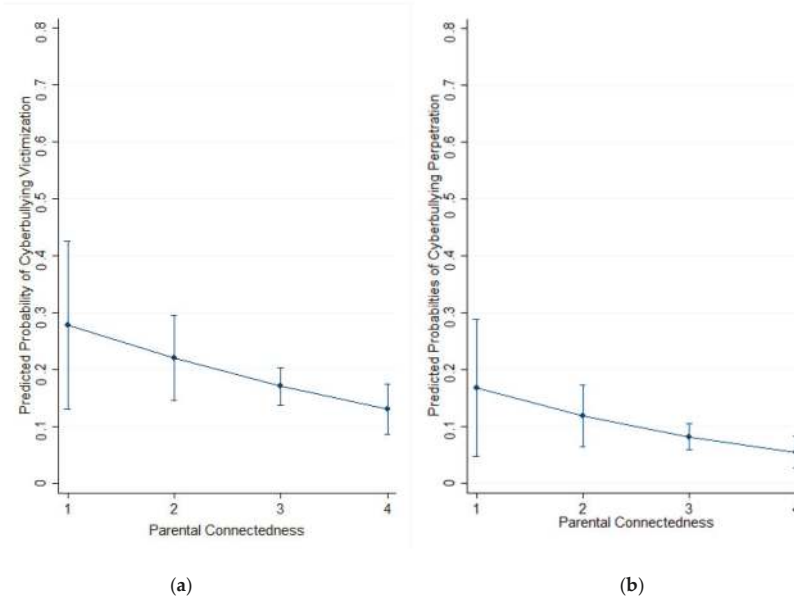 Predicted Probability of Cyberbullying Victimization
0.8
0.7
0.6
0.5
0.4
0.3
0.2
0.1
0
1 2 3 4
Parental Connectedness
(a)
Predicted Probabilties of Cyberbullying Perpetration
0.8
0.7
0.6
0.5
0.4
0.3
0.2
0.1
0
1 2 3 4
Parental Connectedness
(b)